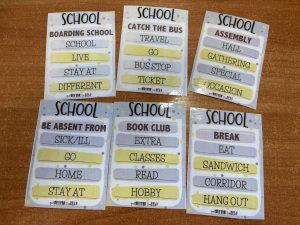 SCHOOL
BOARDING SCHOOL
SCHOOL
LIVE
STAY AT
DIFFERENT
SCHOOL
CATCH THE BUS
TRAVEL
GO
BUS STOP
TICKET
SCHOOL
ASSEMBLY
HALL
GATHERING
SPECIAL
OCCASION
SCHOOL
BE ABSENT FROM
SICK/ILL
GO
HOME
STAY AT
SCHOOL
BOOK CLUB
EXTRA
CLASSES
READ
HOBBY
SCHOOL
BREAK
EAT
SANDWICH
CORRIDOR
HANG OUT